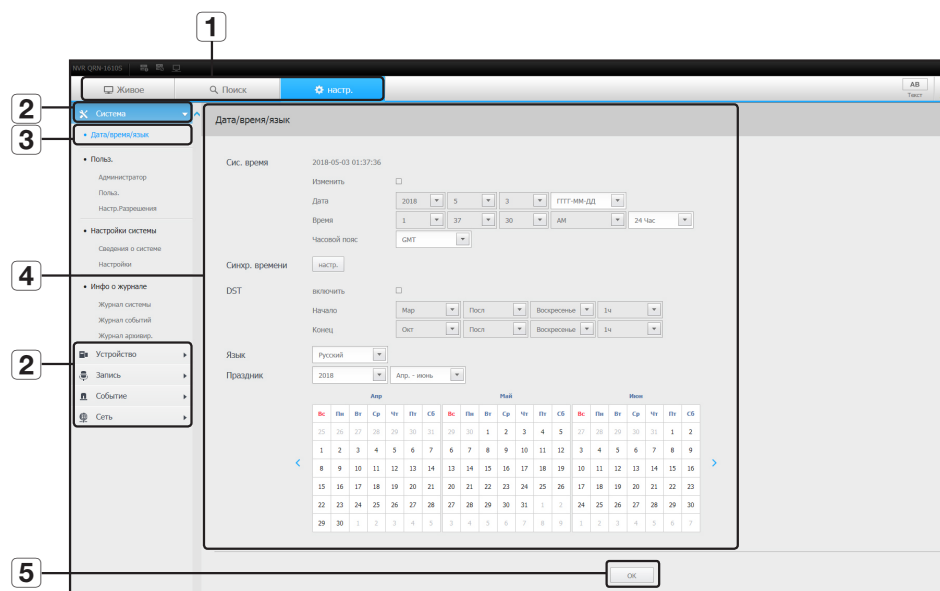 1
NVR QRN-1610S
Живое
Поиск
настр.
AB
Текст
2
Система
3
Дата/время/язык
Польз.
Администратор
Польз.
Настр.Разрешения
Настройки системы
Сведения о системе
Настройки
4
Инфо о журнале
Журнал системы
Журнал событий
Журнал архивир.
2
Устройство
Запись
Событие
Сеть
Дата/время/язык
Сис. время 2018-05-03 01:37:36
Изменить
Дата 2018 5 3 ГГГГ-ММ-ДД
Время 1 37 30 AM 24 Час
Часовой пояс GMT
Синхр. времени настр.
DST включить
Начало Мар Посл Воскресенье 1ч
Конец Окт Посл Воскресенье 1ч
Язык Русский
Праздник 2018 Апр. - июнь
Апр Май Июн
Вс Пн Вт Ср Чт Пт Сб Вс Пн Вт Ср Чт Пт Сб Вс Пн Вт Ср Чт Пт Сб
25 26 27 28 29 30 31 29 30 1 2 3 4 5 27 28 29 30 31 1 2
1 2 3 4 5 6 7 6 7 8 9 10 11 12 3 4 5 6 7 8 9
8 9 10 11 12 13 14 13 14 15 16 17 18 19 10 11 12 13 14 15 16
15 16 17 18 19 20 21 20 21 22 23 24 25 26 17 18 19 20 21 22 23
22 23 24 25 26 27 28 27 28 29 30 31 1 2 24 25 26 27 28 29 30
29 30 1 2 3 4 5 3 4 5 6 7 8 9 1 2 3 4 5 6 7
5
OK